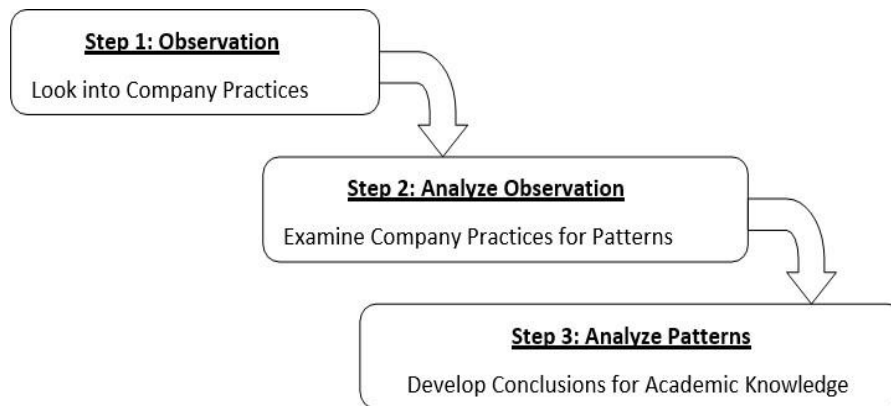 Step 1: Observation
Look into Company Practices
Step 2: Analyze Observation
Examine Company Practices for Patterns
Step 3: Analyze Patterns
Develop Conclusions for Academic Knowledge